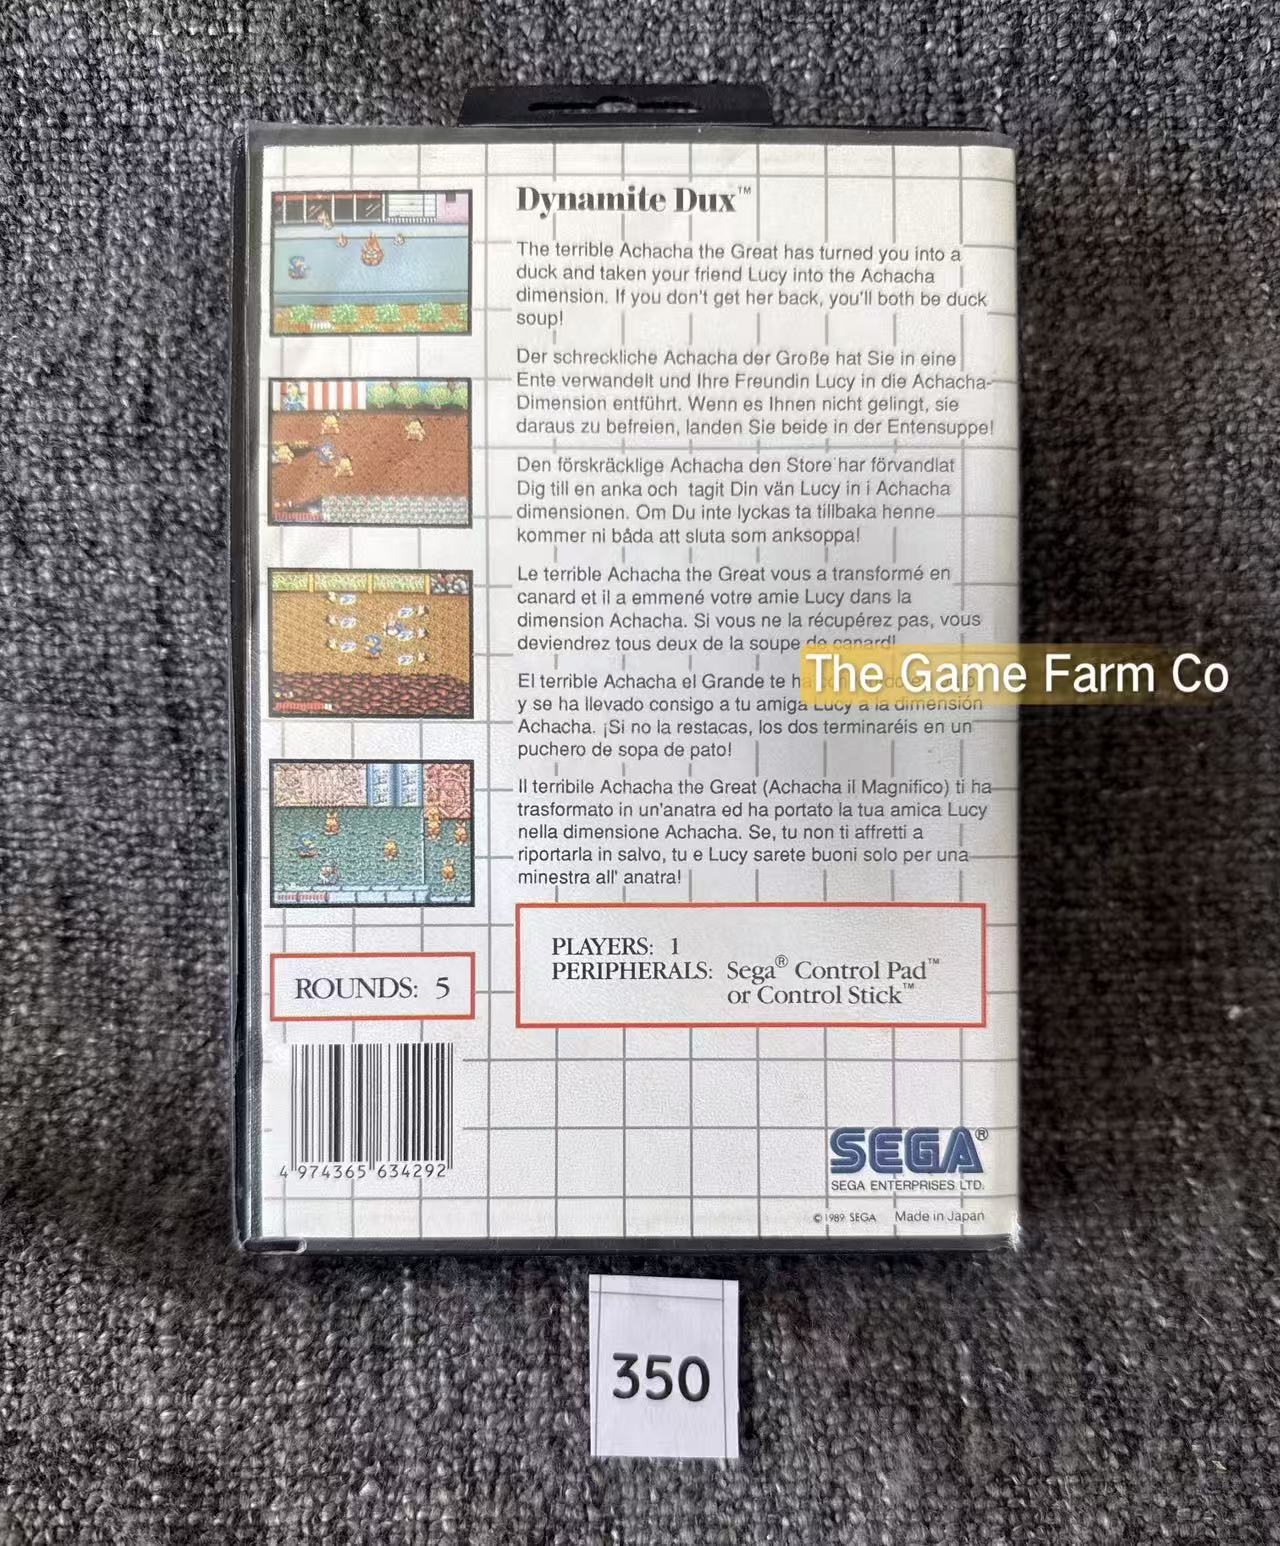 Dynamite Dux™
The terrible Achacha the Great has turned you into a
duck and taken your friend Lucy into the Achacha
dimension. If you don't get her back, you'll both be duck
soup!
Der schreckliche Achacha der Große hat Sie in eine
Ente verwandelt und Ihre Freundin Lucy in die Achacha-
Dimension entführt. Wenn es Ihnen nicht gelingt, sie
daraus zu befreien, landen Sie beide in der Entensuppe!
Den förskräcklige Achacha den Store har förvandlat
Dig till en anka och tagit Din vän Lucy in i Achacha
dimensionen. Om Du inte lyckas ta tillbaka henne
kommer ni båda att sluta som anksoppa!
Le terrible Achacha the Great vous a transformé en
canard et il a emmené votre amie Lucy dans la
dimension Achacha. Si vous ne la récupérez pas, vous
deviendrez tous deux de la soupe de canard!
El terrible Achacha el Grande te
y se ha llevado consigo a tu amiga Lucy a la dimensión
Achacha. ¡Si no la restacas, los dos terminaréis en un
puchero de sopa de pato!
Il terribile Achacha the Great (Achacha il Magnifico) ti ha
trasformato in un'anatra ed ha portato la tua amica Lucy
nella dimensione Achacha. Se, tu non ti affretti a
riportarla in salvo, tu e Lucy sarete buoni solo per una
minestra all' anatra!
The Game Farm Co
PLAYERS: 1
PERIPHERALS: Sega® Control Pad™
or Control Stick™
ROUNDS: 5
4 974365 634292
SEGA®
SEGA ENTERPRISES LTD.
© 1989 SEGA Made in Japan
350